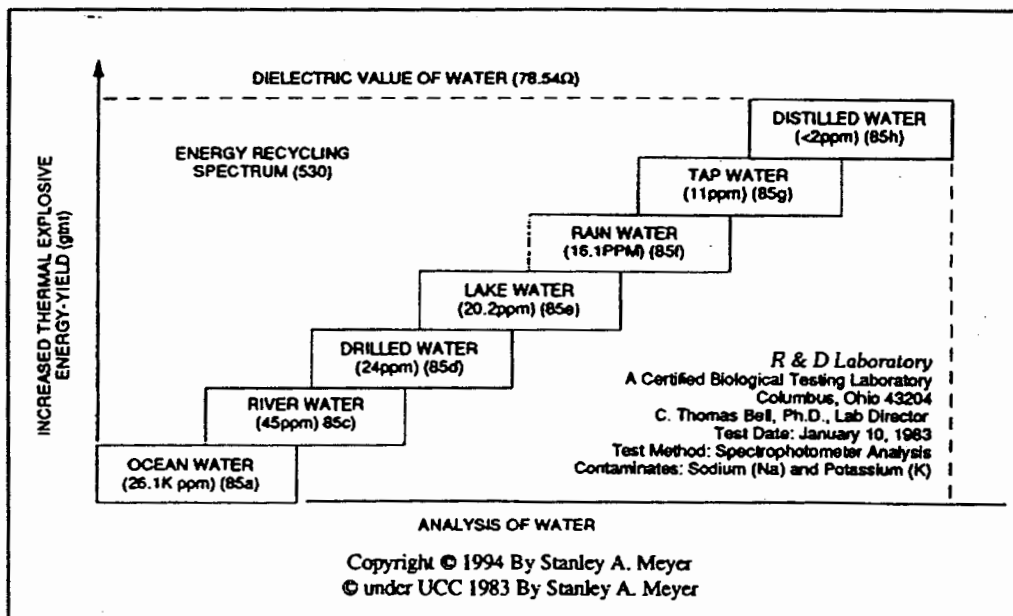 DIELECTRIC VALUE OF WATER (78.54Ω)
DISTILLED WATER
(<2ppm) (85h)
ENERGY RECYCLING
SPECTRUM (530)
TAP WATER
(11ppm) (85g)
RAIN WATER
(16.1PPM) (85f)
LAKE WATER
(20.2ppm) (85e)
DRILLED WATER
(24ppm) (85d)
RIVER WATER
(45ppm) 85c)
OCEAN WATER
(26.1K ppm) (85a)
INCREASED THERMAL EXPLOSIVE
ENERGY-YIELD (gtnt)
R & D Laboratory
A Certified Biological Testing Laboratory
Columbus, Ohio 43204
C. Thomas Bell, Ph.D., Lab Director
Test Date: January 10, 1983
Test Method: Spectrophotometer Analysis
Contaminates: Sodium (Na) and Potassium (K)
ANALYSIS OF WATER
Copyright © 1994 By Stanley A. Meyer
© under UCC 1983 By Stanley A. Meyer